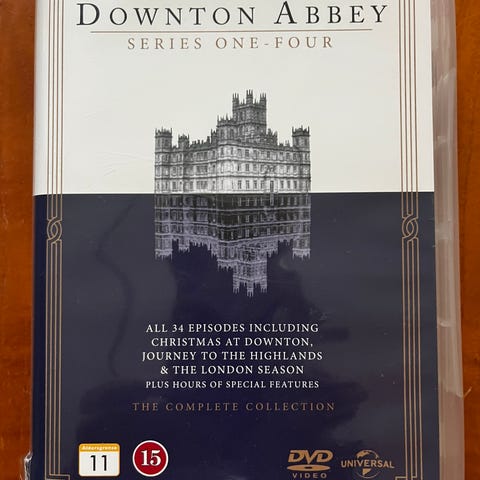 DOWNTON ABBEY
SERIES ONE-FOUR
ALL 34 EPISODES INCLUDING
CHRISTMAS AT DOWNTON,
JOURNEY TO THE HIGHLANDS
& THE LONDON SEASON
PLUS HOURS OF SPECIAL FEATURES
THE COMPLETE COLLECTION
Aldersgrense
11
15
DVD
VIDEO
UNIVERSAL